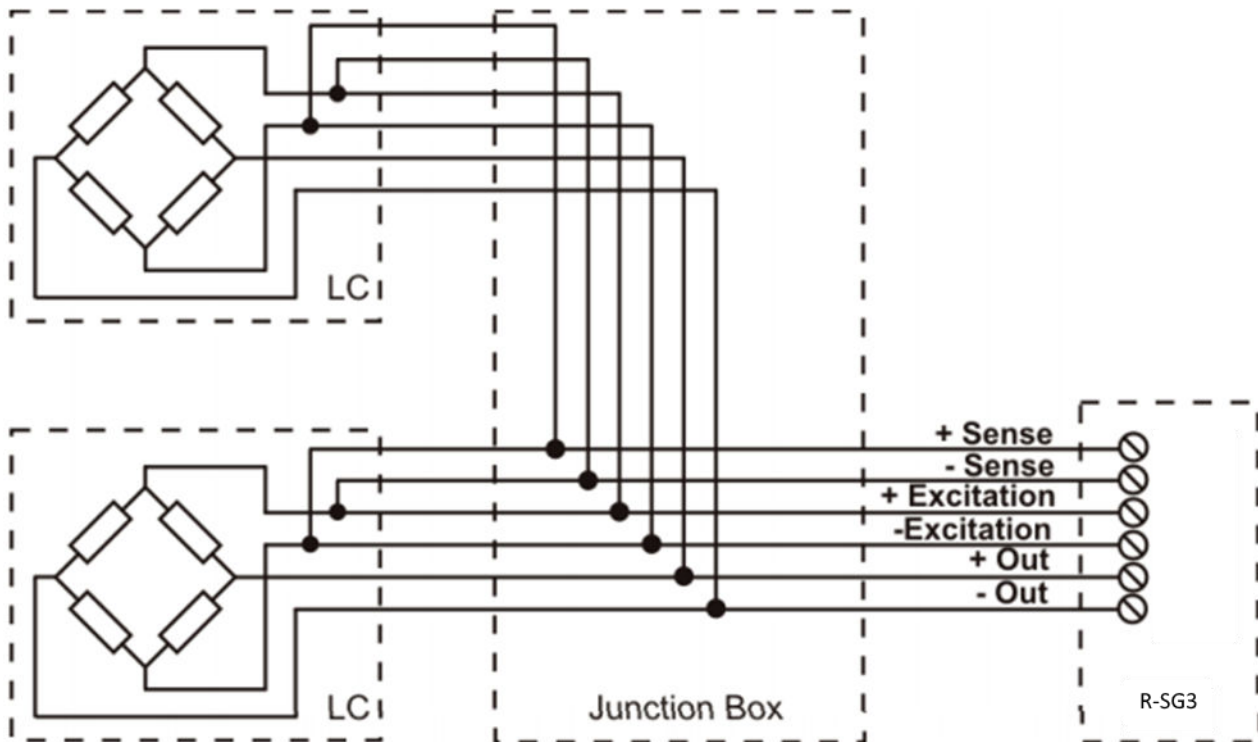 LC
+ Sense
- Sense
+ Excitation
-Excitation
+ Out
- Out
LC
Junction Box
R-SG3